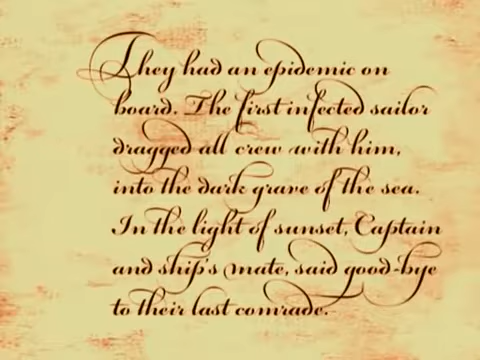 They had an epidemic on
board. The first infected sailor
dragged all crew with him,
into the dark grave of the sea.
In the light of sunset, Captain
and ship's mate, said good-bye
to their last comrade.